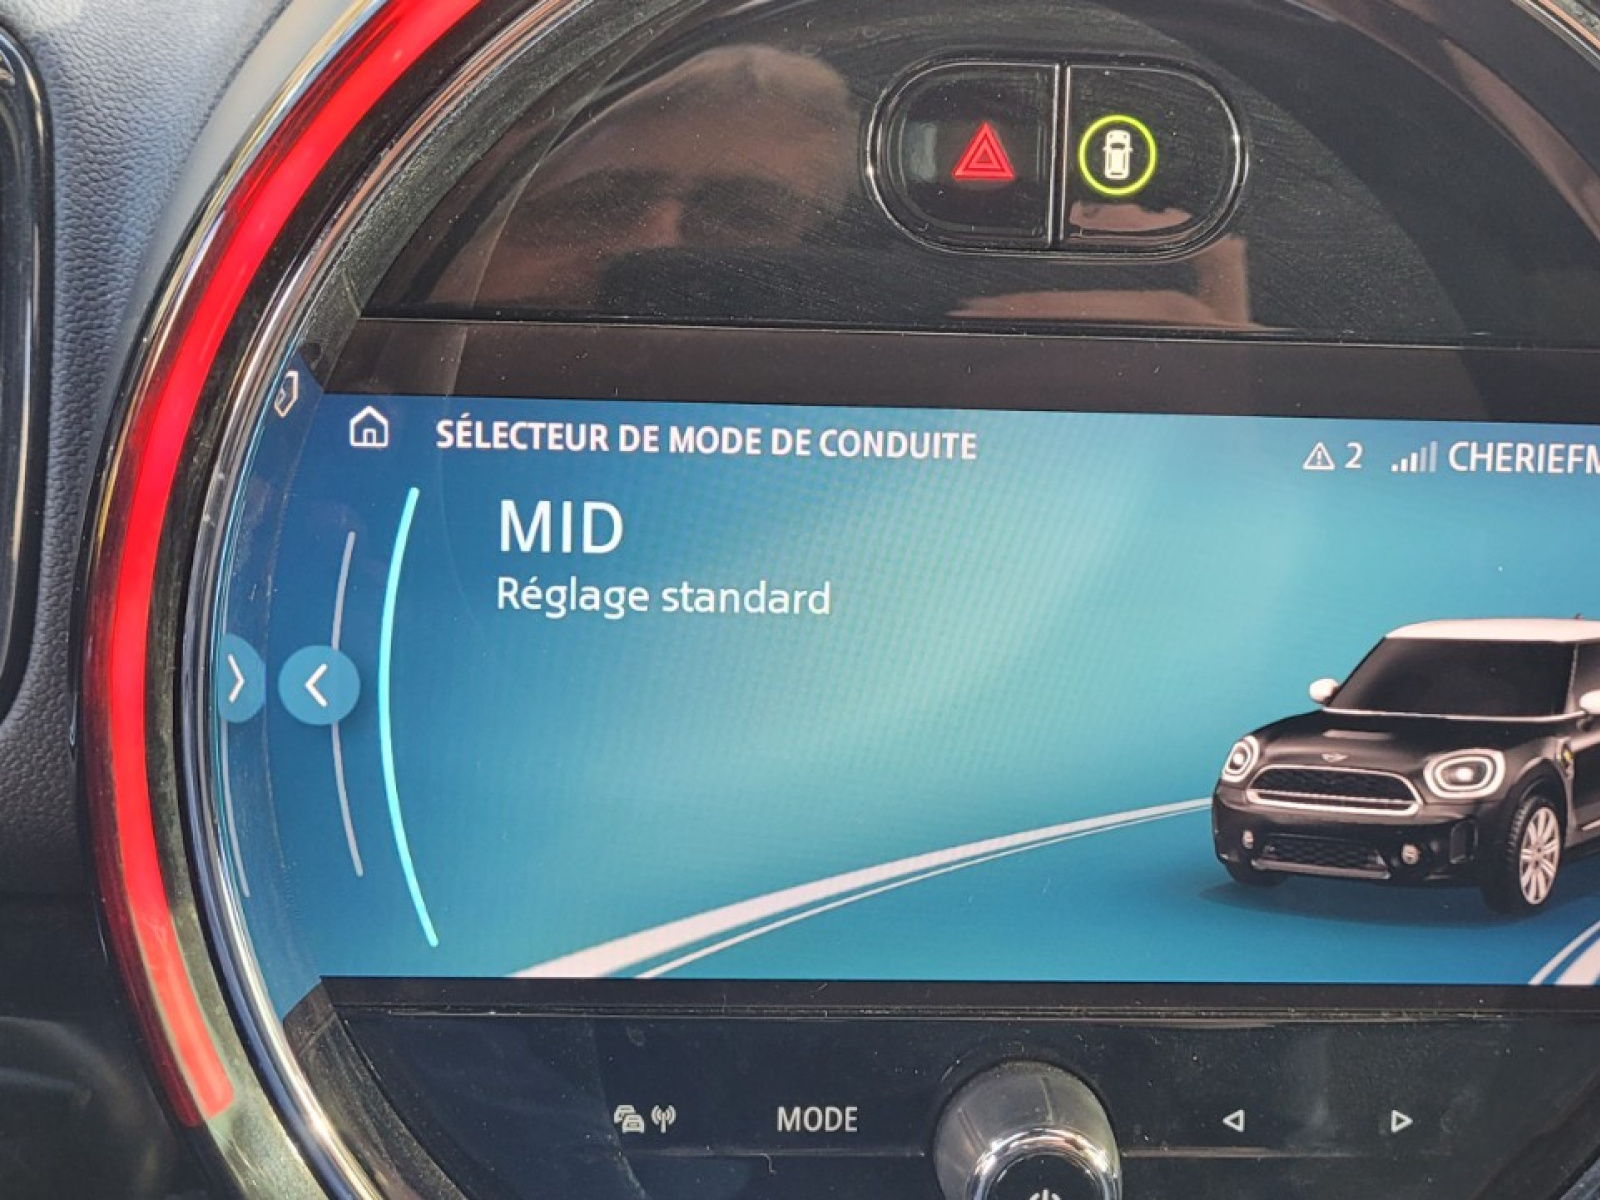 SÉLECTEUR DE MODE DE CONDUITE
2
CHERIEFM
MID
Réglage standard
MODE